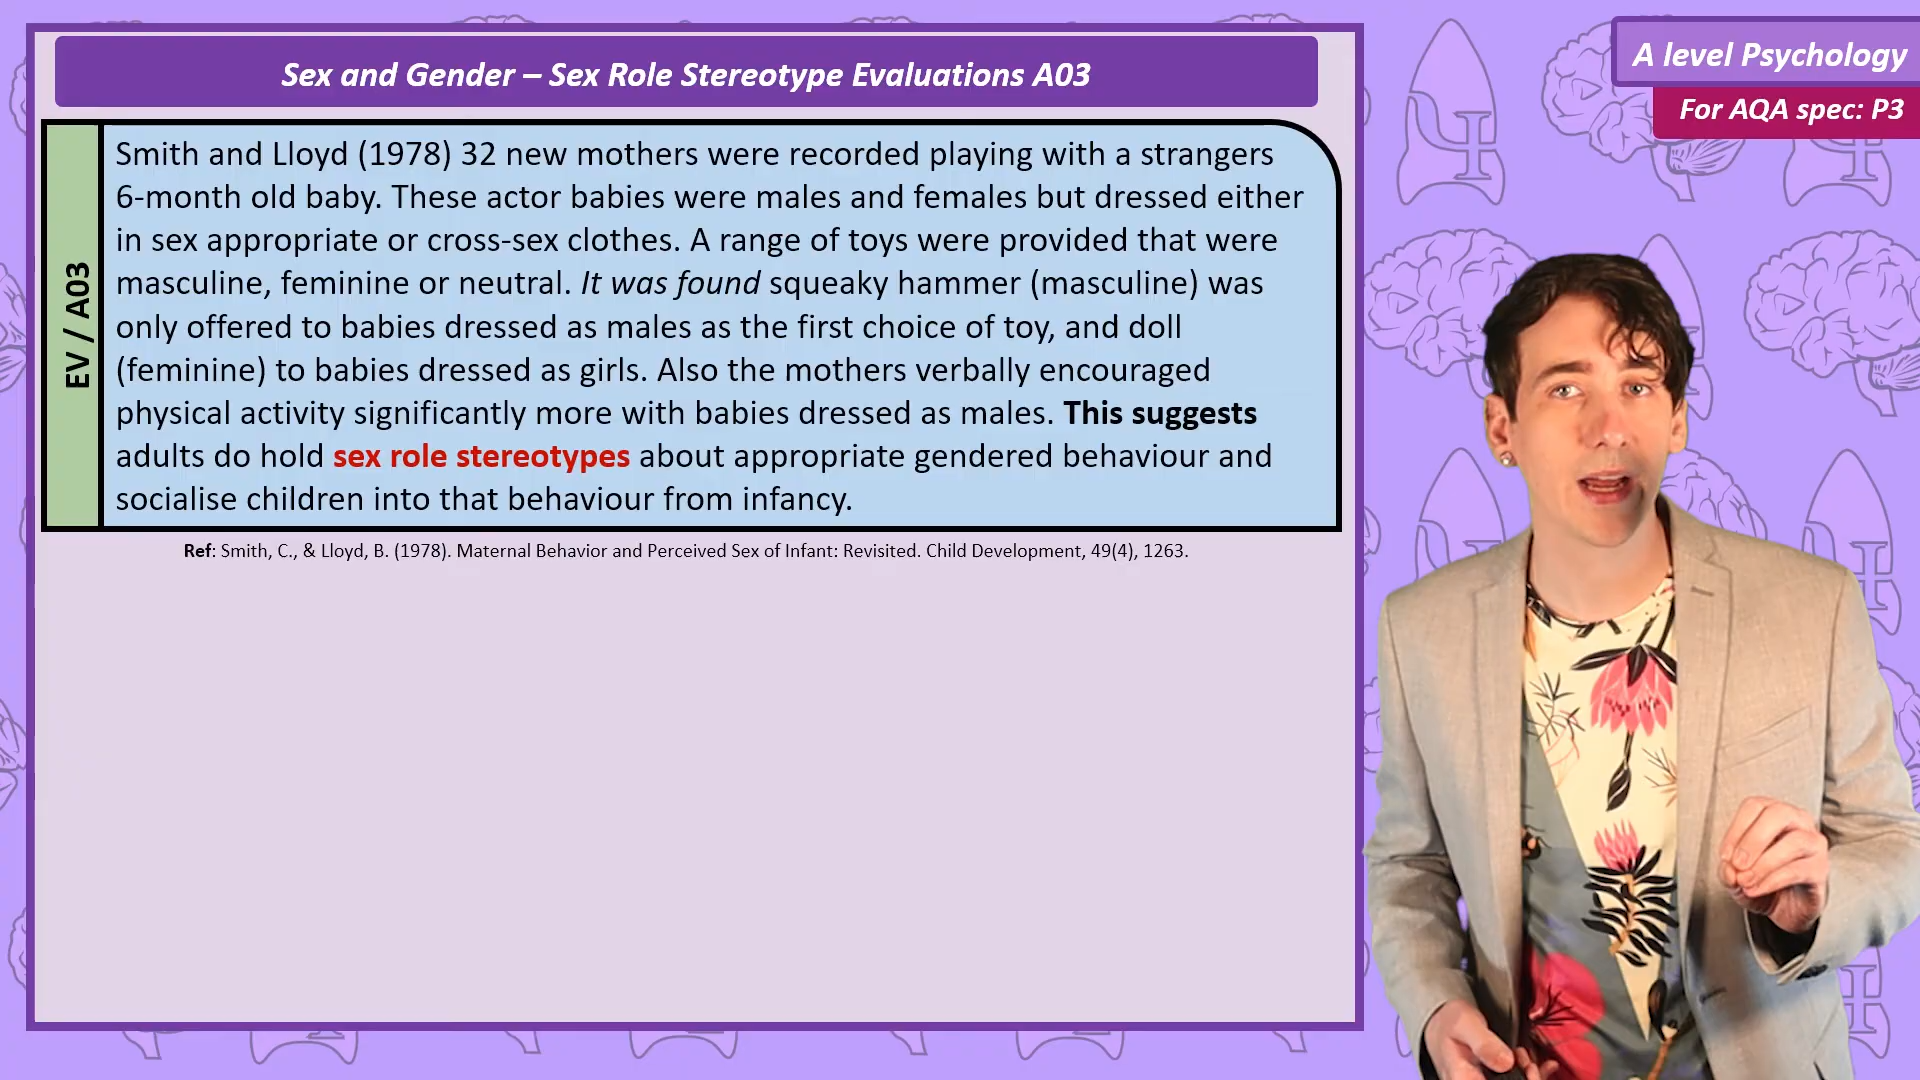 Sex and Gender – Sex Role Stereotype Evaluations A03
A level Psychology
For AQA spec: P3
EV / A03
Smith and Lloyd (1978) 32 new mothers were recorded playing with a strangers
6-month old baby. These actor babies were males and females but dressed either
in sex appropriate or cross-sex clothes. A range of toys were provided that were
masculine, feminine or neutral. It was found squeaky hammer (masculine) was
only offered to babies dressed as males as the first choice of toy, and doll
(feminine) to babies dressed as girls. Also the mothers verbally encouraged
physical activity significantly more with babies dressed as males. This suggests
adults do hold sex role stereotypes about appropriate gendered behaviour and
socialise children into that behaviour from infancy.
Ref: Smith, C., & Lloyd, B. (1978). Maternal Behavior and Perceived Sex of Infant: Revisited. Child Development, 49(4), 1263.